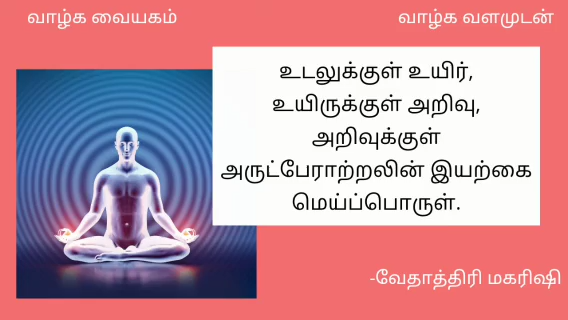 வாழ்க வையகம்
வாழ்க வளமுடன்
உடலுக்குள் உயிர்,
உயிருக்குள் அறிவு,
அறிவுக்குள்
அருட்பேராற்றலின் இயற்கை
மெய்ப்பொருள்.
-வேதாத்திரி மகரிஷி